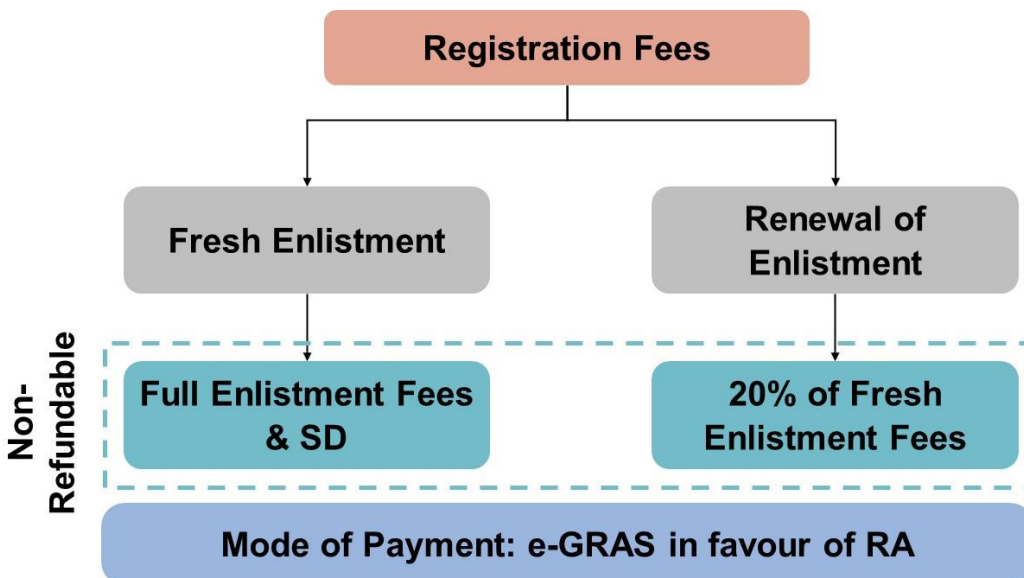 Registration Fees
Fresh Enlistment
Renewal of
Enlistment
Non-
Refundable
Full Enlistment Fees
& SD
20% of Fresh
Enlistment Fees
Mode of Payment: e-GRAS in favour of RA